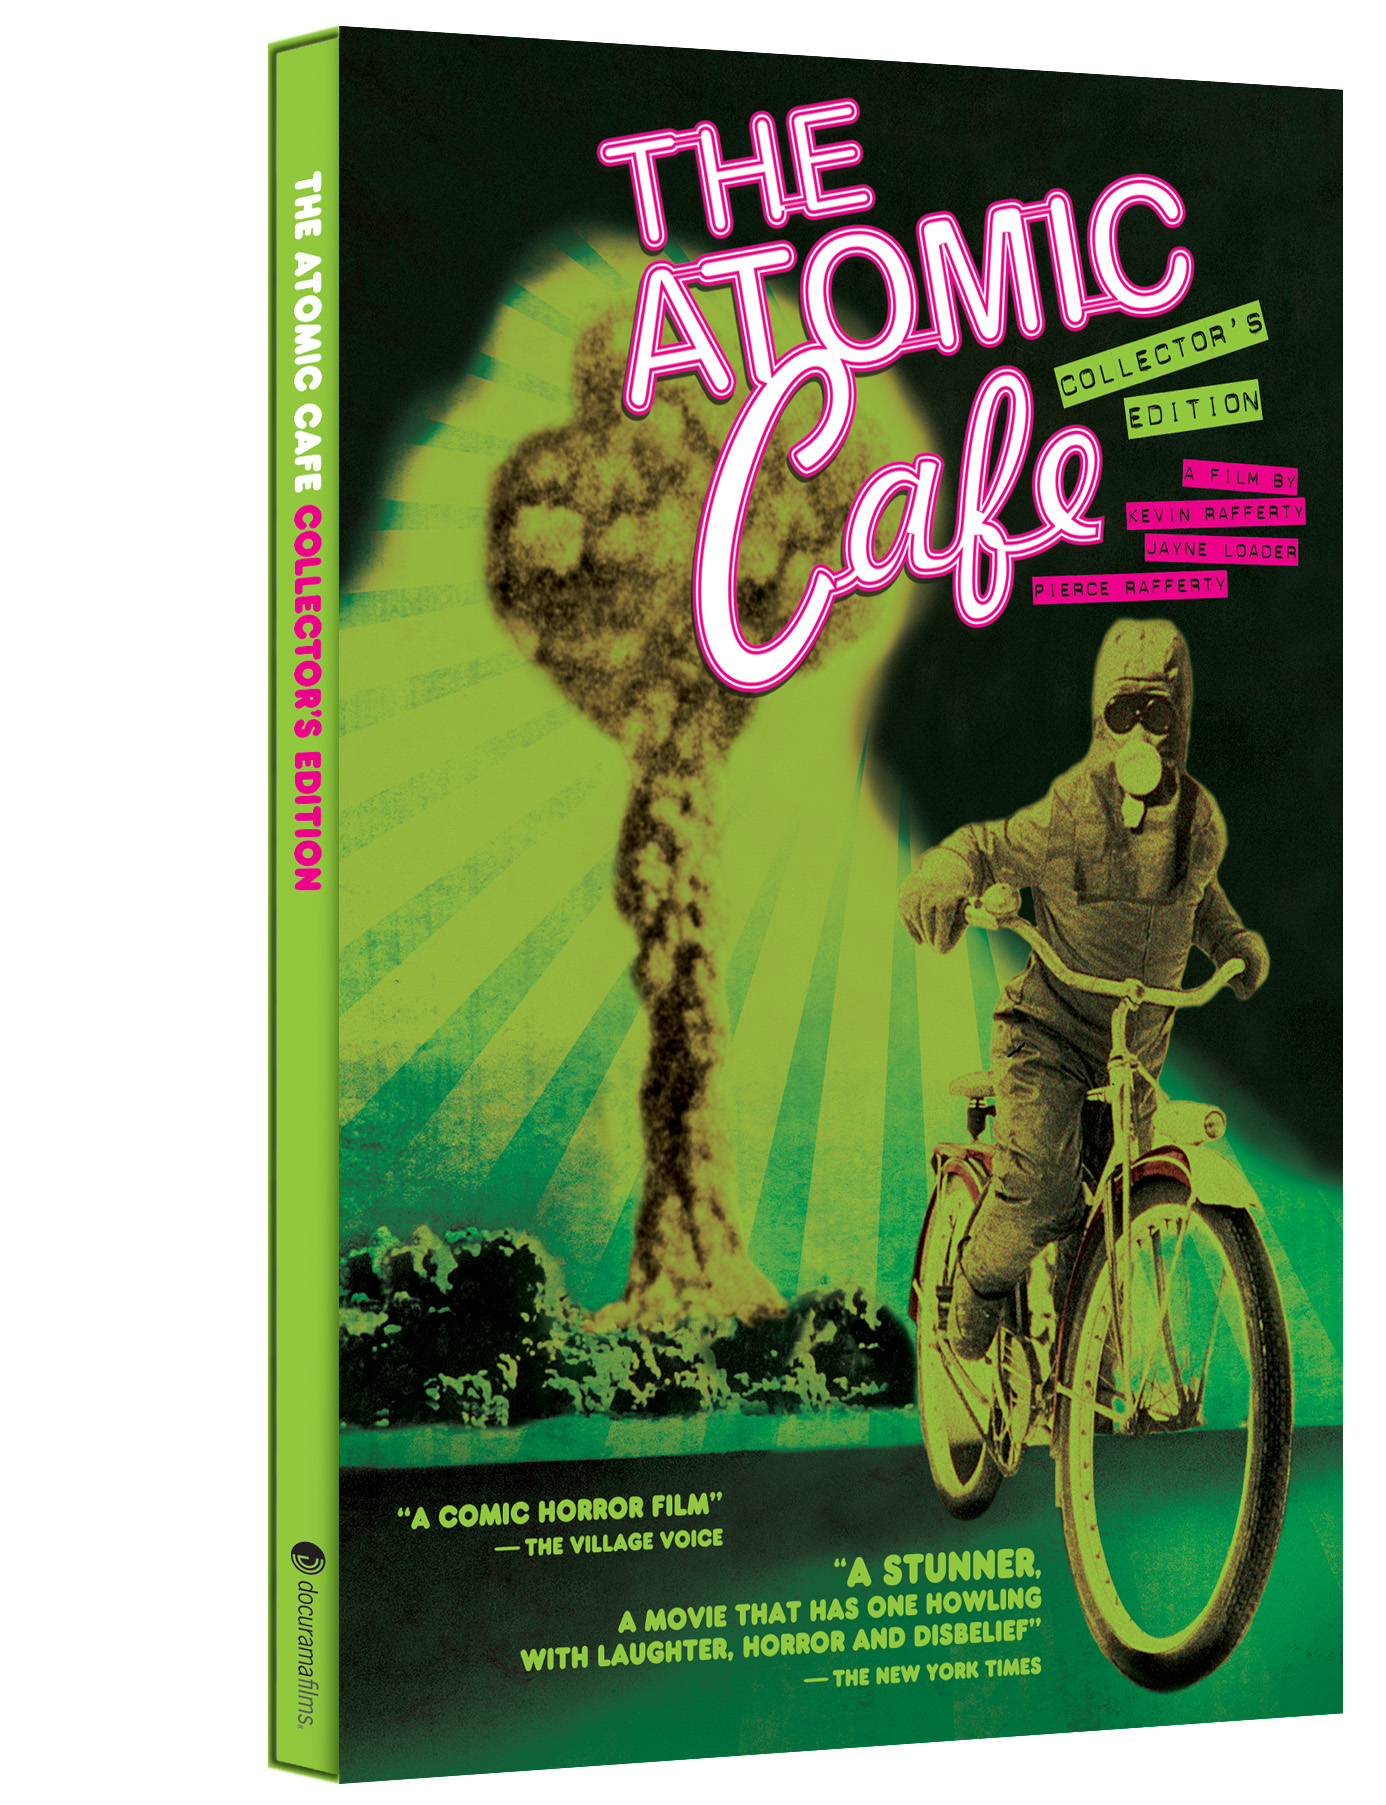 THE ATOMIC CAFE COLLECTOR'S EDITION
docuramafilms®
THE
ATOMIC
Cafe
COLLECTOR'S
EDITION
A FILM BY
KEVIN RAFFERTY
JAYNE LOADER
PIERCE RAFFERTY
“A COMIC HORROR FILM”
— THE VILLAGE VOICE
“A STUNNER,
A MOVIE THAT HAS ONE HOWLING
WITH LAUGHTER, HORROR AND DISBELIEF”
— THE NEW YORK TIMES